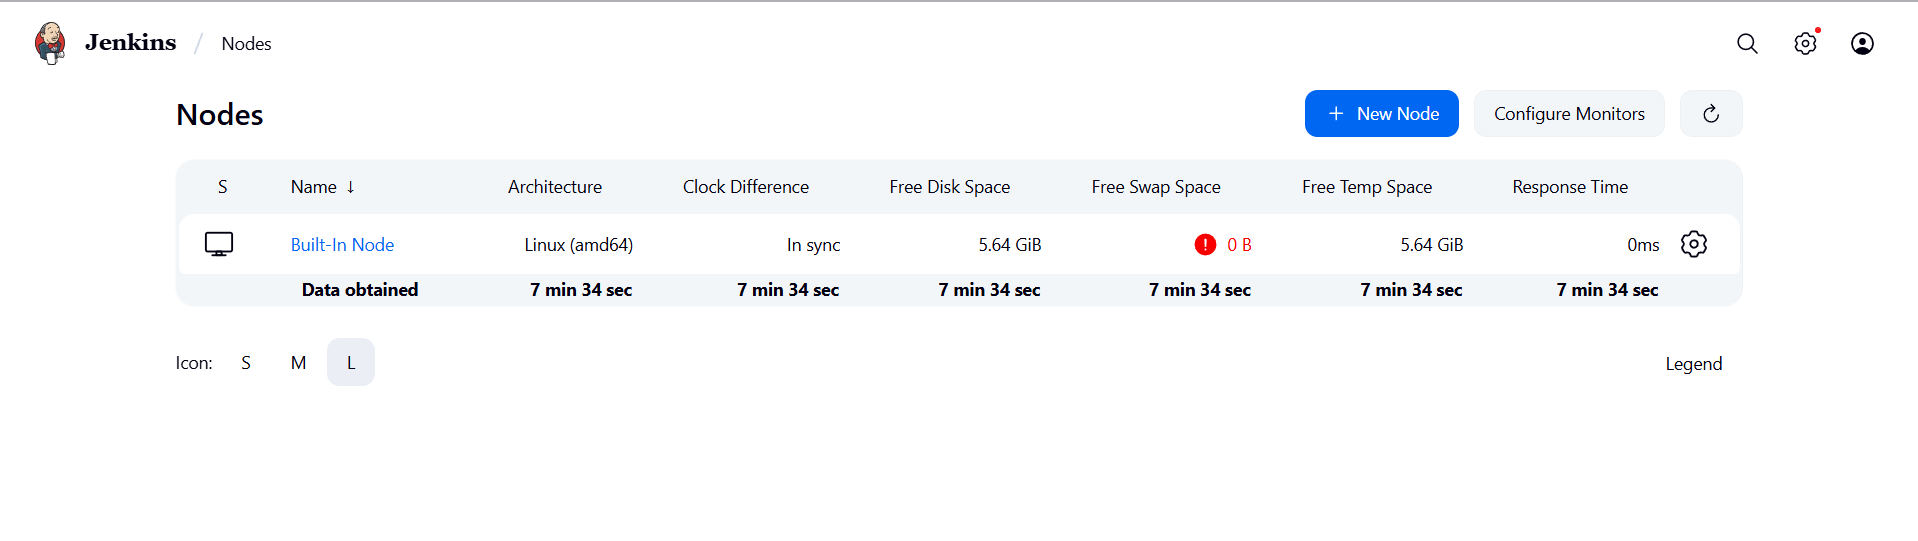 Jenkins / Nodes
Nodes
+ New Node Configure Monitors
S Name ↓ Architecture Clock Difference Free Disk Space Free Swap Space Free Temp Space Response Time
Built-In Node Linux (amd64) In sync 5.64 GiB ! 0 B 5.64 GiB 0ms
Data obtained 7 min 34 sec 7 min 34 sec 7 min 34 sec 7 min 34 sec 7 min 34 sec 7 min 34 sec
Icon: S M L Legend